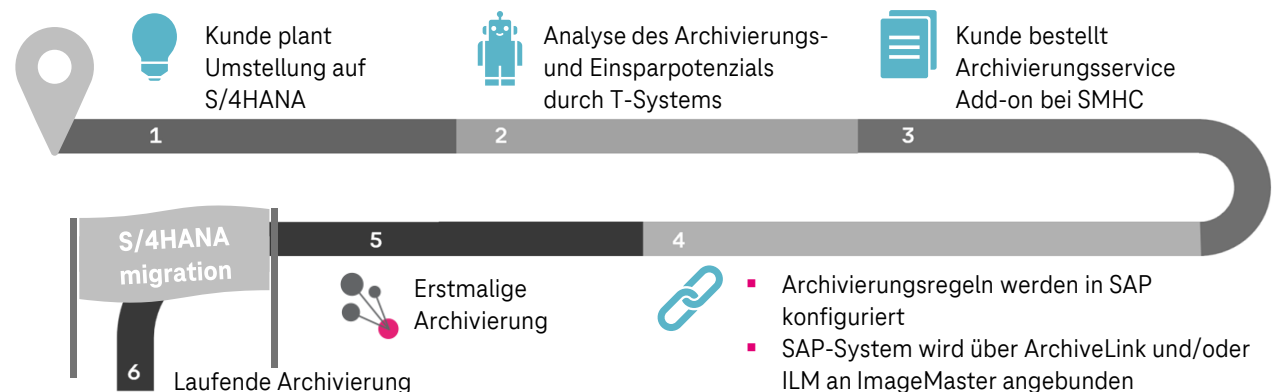 Kunde plant
Umstellung auf
S/4HANA
Analyse des Archivierungs-
und Einsparpotenzials
durch T-Systems
Kunde bestellt
Archivierungsservice
Add-on bei SMHC
1
2
3
S/4HANA
migration
5
4
Erstmalige
Archivierung
▪ Archivierungsregeln werden in SAP
konfiguriert
▪ SAP-System wird über ArchiveLink und/oder
ILM an ImageMaster angebunden
6
Laufende Archivierung